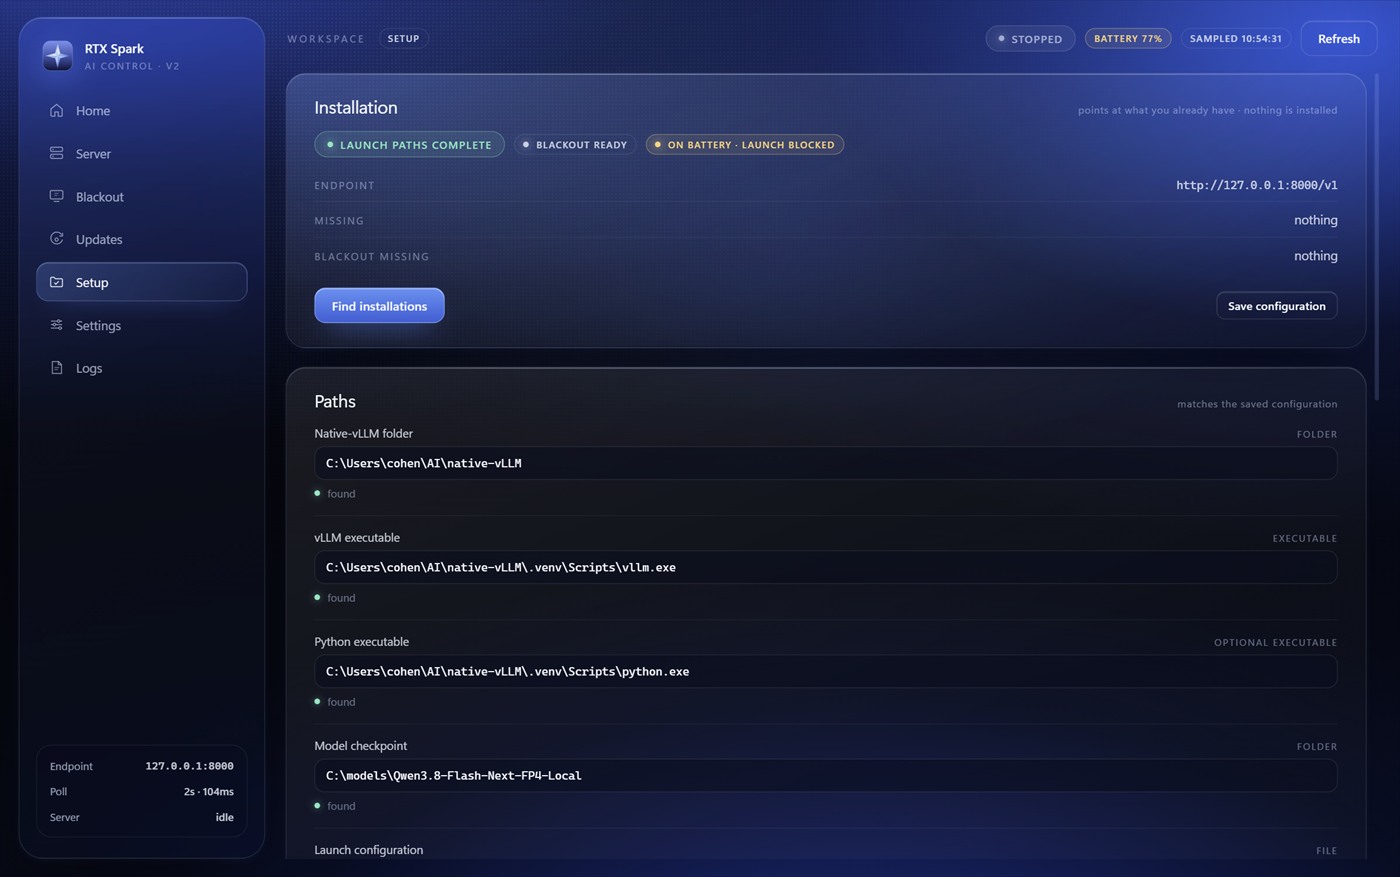 RTX Spark
AI CONTROL · V2
Home
Server
Blackout
Updates
Setup
Settings
Logs
Endpoint 127.0.0.1:8000
Poll 2s · 104ms
Server idle
WORKSPACE SETUP
STOPPED BATTERY 77% SAMPLED 10:54:31 Refresh
Installation points at what you already have · nothing is installed
LAUNCH PATHS COMPLETE BLACKOUT READY ON BATTERY · LAUNCH BLOCKED
ENDPOINT http://127.0.0.1:8000/v1
MISSING nothing
BLACKOUT MISSING nothing
Find installations Save configuration
Paths matches the saved configuration
Native-vLLM folder FOLDER
C:\Users\cohen\AI\native-vLLM
found
vLLM executable EXECUTABLE
C:\Users\cohen\AI\native-vLLM\.venv\Scripts\vllm.exe
found
Python executable OPTIONAL EXECUTABLE
C:\Users\cohen\AI\native-vLLM\.venv\Scripts\python.exe
found
Model checkpoint FOLDER
C:\models\Qwen3.8-Flash-Next-FP4-Local
found
Launch configuration FILE